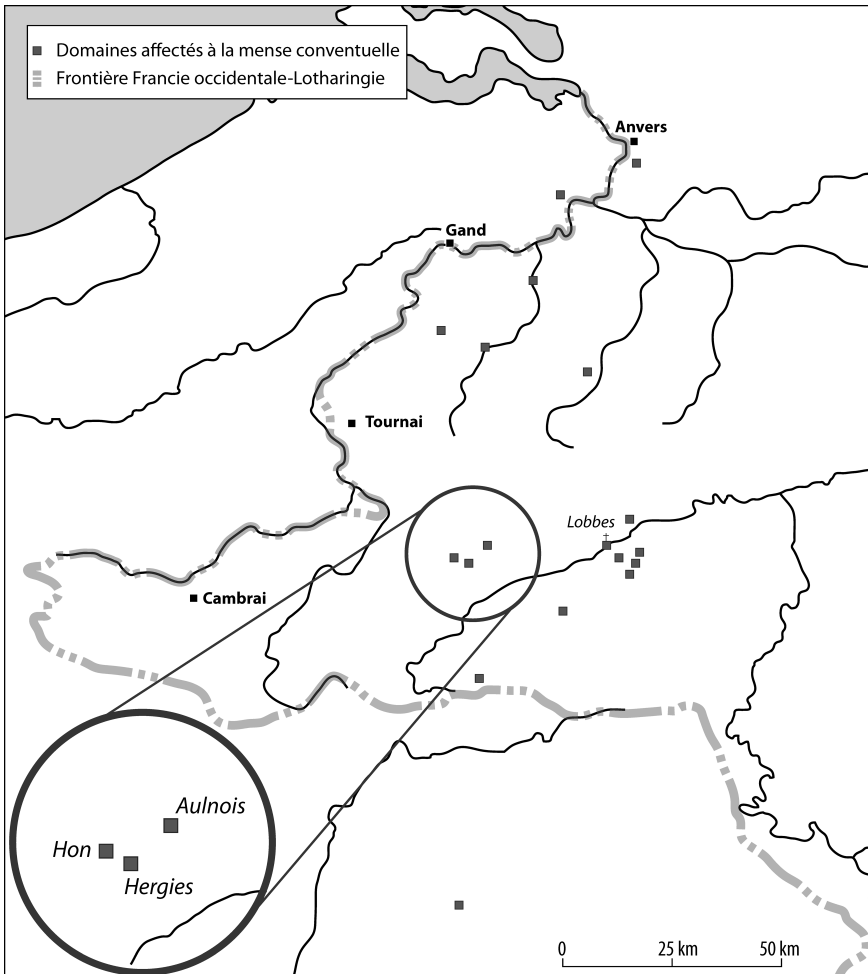 Domaines affectés à la mense conventuelle
Frontière Francie occidentale-Lotharingie
Anvers
Gand
Tournai
Lobbes
Cambrai
Aulnois
Hon
Hergies
0 25 km 50 km